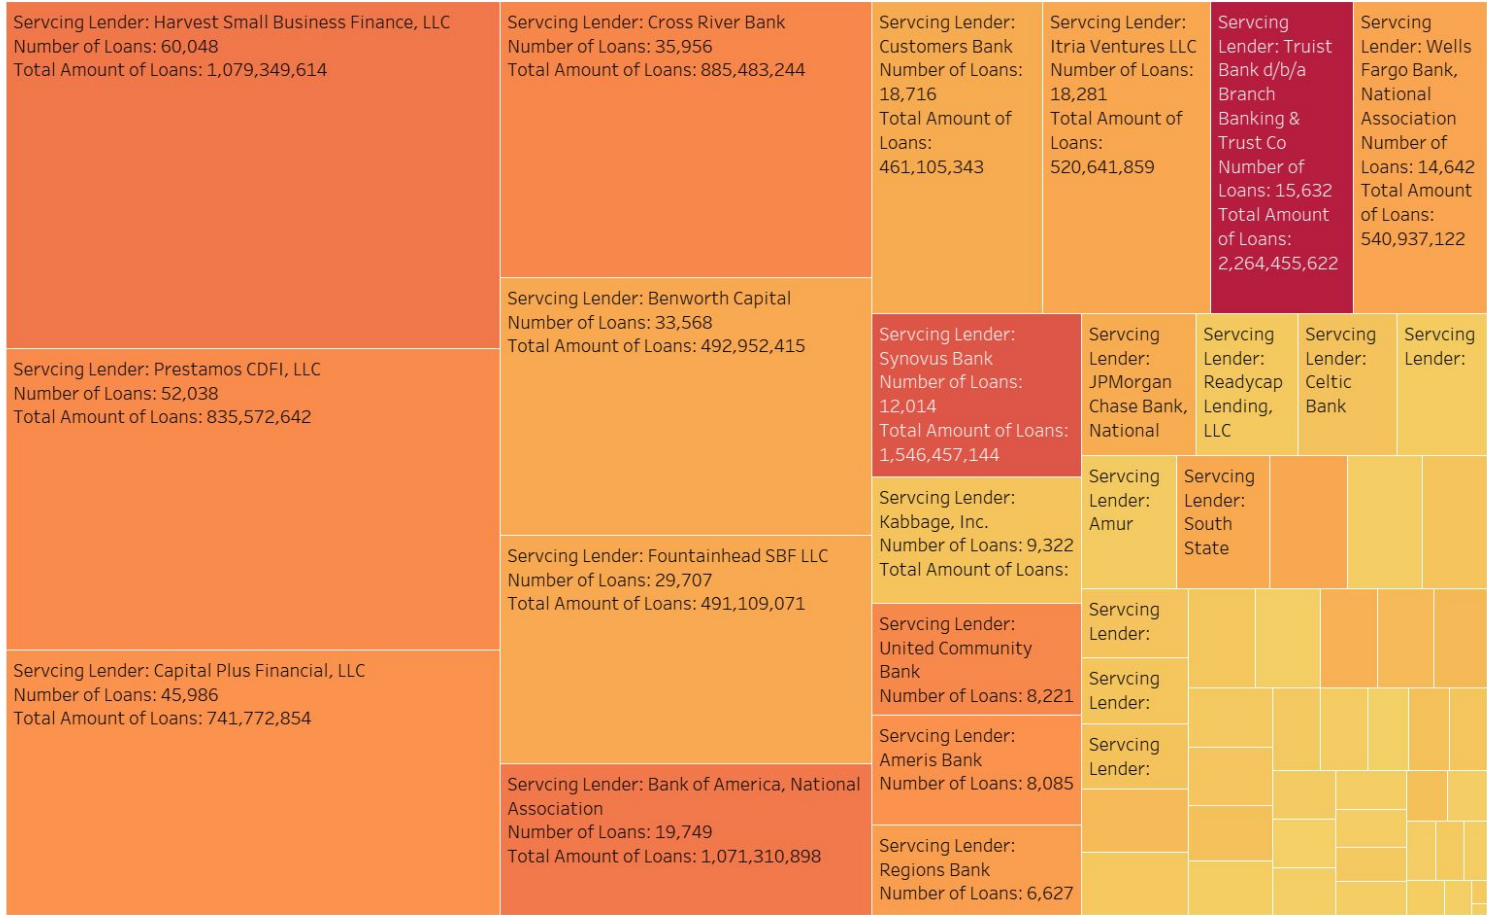 Servcing Lender: Harvest Small Business Finance, LLC
Number of Loans: 60,048
Total Amount of Loans: 1,079,349,614
Servcing Lender: Prestamos CDFI, LLC
Number of Loans: 52,038
Total Amount of Loans: 835,572,642
Servcing Lender: Capital Plus Financial, LLC
Number of Loans: 45,986
Total Amount of Loans: 741,772,854
Servcing Lender: Cross River Bank
Number of Loans: 35,956
Total Amount of Loans: 885,483,244
Servcing Lender: Benworth Capital
Number of Loans: 33,568
Total Amount of Loans: 492,952,415
Servcing Lender: Fountainhead SBF LLC
Number of Loans: 29,707
Total Amount of Loans: 491,109,071
Servcing Lender: Bank of America, National
Association
Number of Loans: 19,749
Total Amount of Loans: 1,071,310,898
Servcing Lender:
Customers Bank
Number of Loans:
18,716
Total Amount of
Loans:
461,105,343
Servcing Lender:
Itria Ventures LLC
Number of Loans:
18,281
Total Amount of
Loans:
520,641,859
Servcing
Lender: Truist
Bank d/b/a
Branch
Banking &
Trust Co
Number of
Loans: 15,632
Total Amount
of Loans:
2,264,455,622
Servcing
Lender: Wells
Fargo Bank,
National
Association
Number of
Loans: 14,642
Total Amount
of Loans:
540,937,122
Servcing Lender:
Synovus Bank
Number of Loans:
12,014
Total Amount of Loans:
1,546,457,144
Servcing Lender:
Kabbage, Inc.
Number of Loans: 9,322
Total Amount of Loans:
Servcing Lender:
United Community
Bank
Number of Loans: 8,221
Servcing Lender:
Ameris Bank
Number of Loans: 8,085
Servcing Lender:
Regions Bank
Number of Loans: 6,627
Servcing
Lender:
JPMorgan
Chase Bank,
National
Servcing
Lender:
Readycap
Lending,
LLC
Servcing
Lender:
Celtic
Bank
Servcing
Lender:
Servcing
Lender:
Amur
Servcing
Lender:
South
State
Servcing
Lender:
Servcing
Lender:
Servcing
Lender: